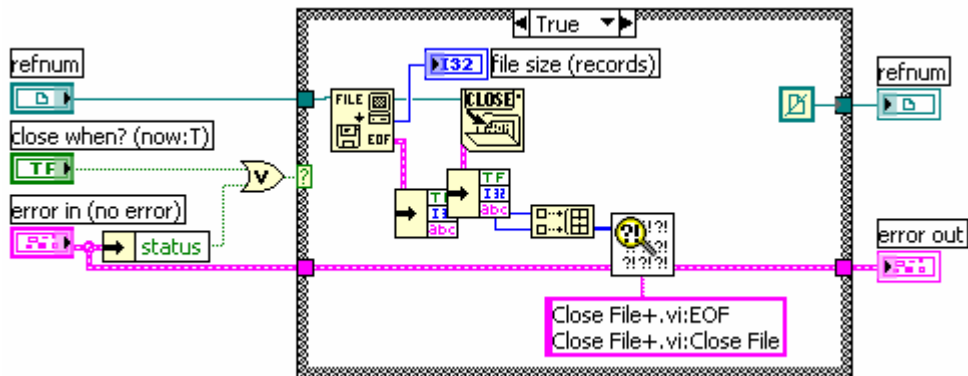 True
refnum
I32
file size (records)
refnum
FILE
EOF
CLOSE
close when? (now:T)
TF
V
?
TF
I32
abc
TF
abc
error in (no error)
status
?!
error out
Close File+.vi:EOF
Close File+.vi:Close File